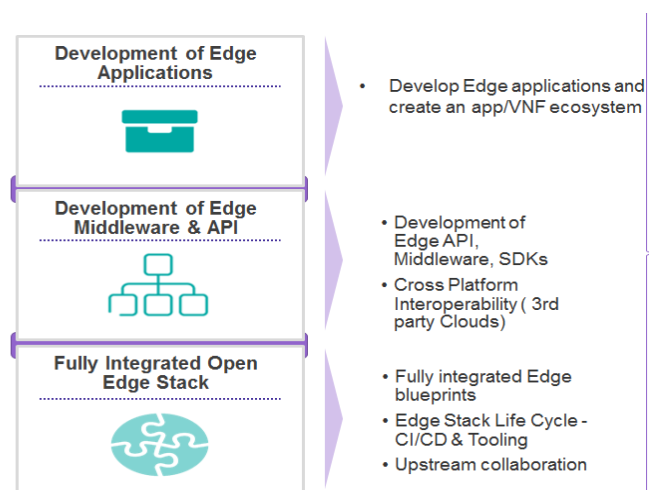 Development of Edge
Applications
• Develop Edge applications and
create an app/VNF ecosystem
Development of Edge
Middleware & API
• Development of
Edge API,
Middleware, SDKs
• Cross Platform
Interoperability ( 3rd
party Clouds)
Fully Integrated Open
Edge Stack
• Fully integrated Edge
blueprints
• Edge Stack Life Cycle -
CI/CD & Tooling
• Upstream collaboration